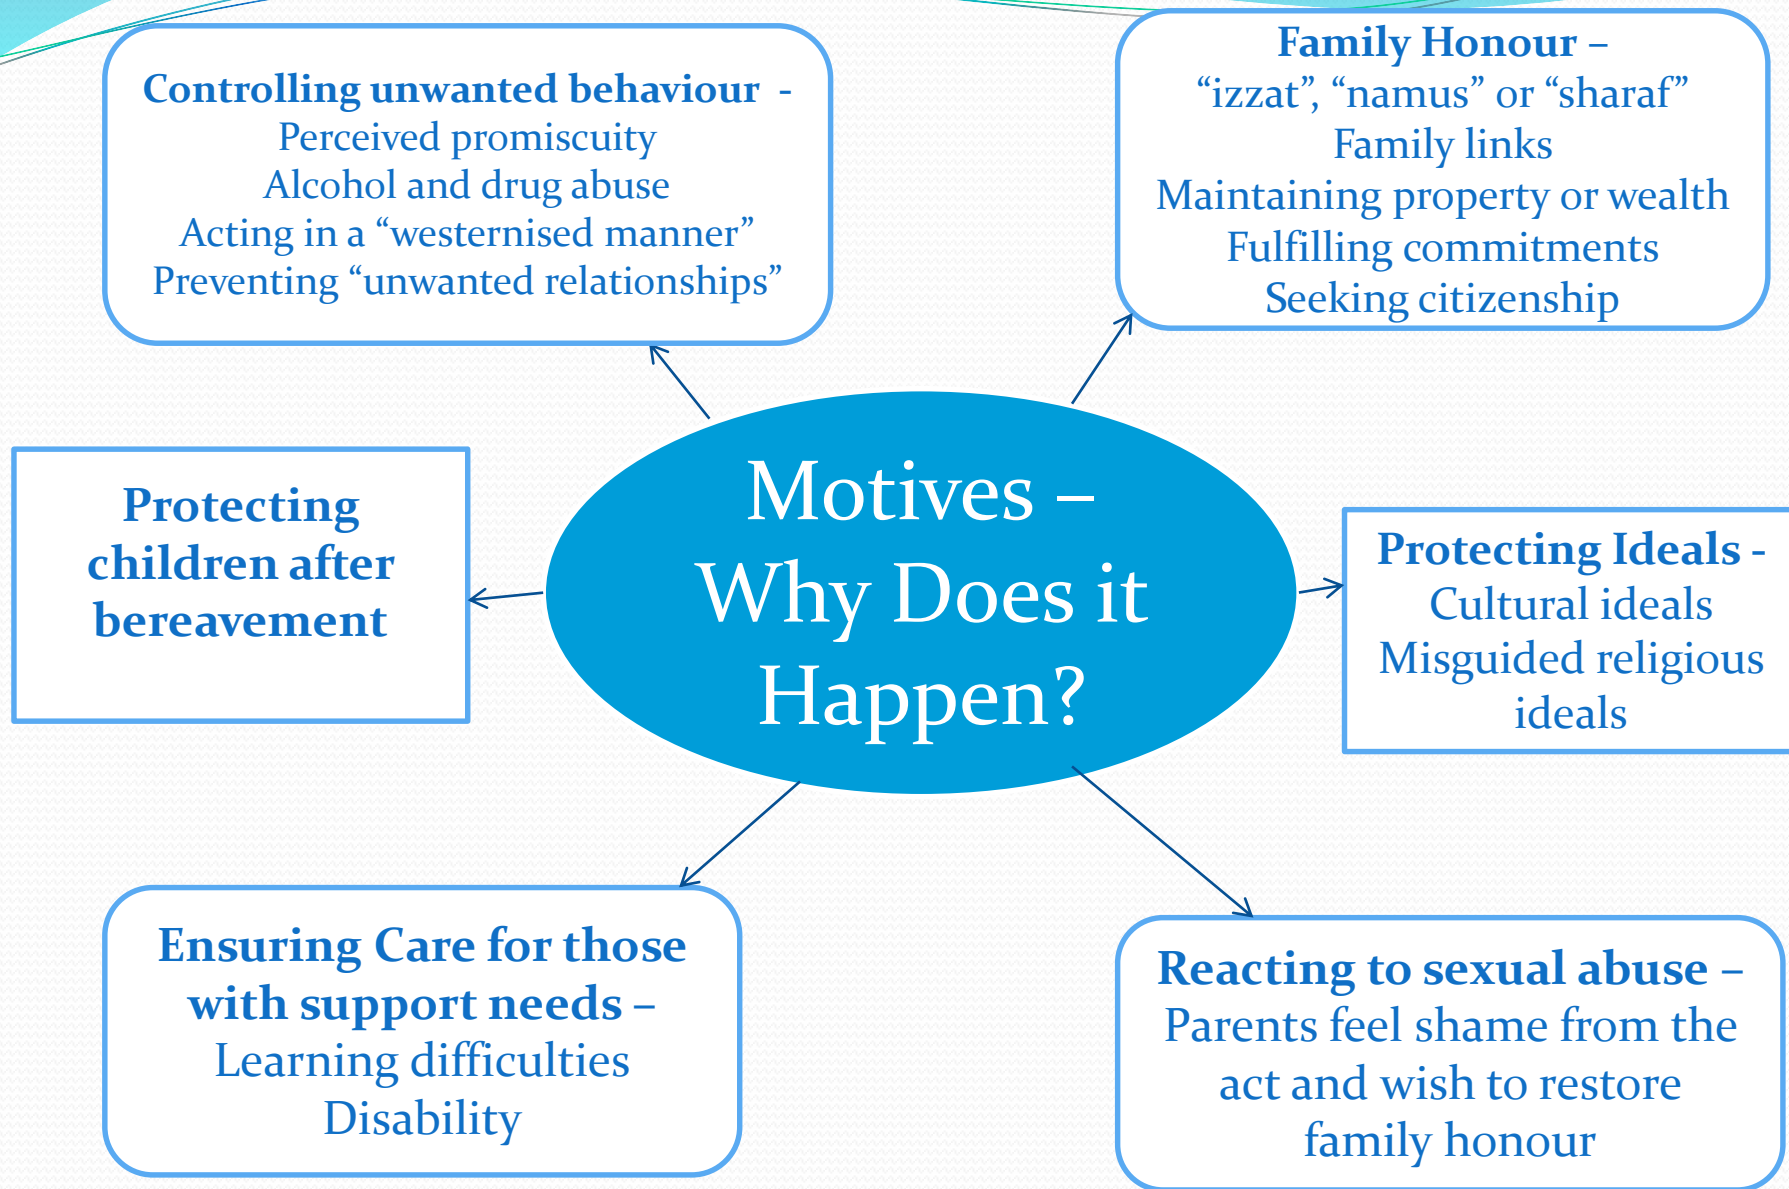 Controlling unwanted behaviour -
Perceived promiscuity
Alcohol and drug abuse
Acting in a “westernised manner”
Preventing “unwanted relationships”
Family Honour –
“izzat”, “namus” or “sharaf”
Family links
Maintaining property or wealth
Fulfilling commitments
Seeking citizenship
Motives –
Why Does it
Happen?
Protecting
children after
bereavement
Protecting Ideals -
Cultural ideals
Misguided religious
ideals
Ensuring Care for those
with support needs –
Learning difficulties
Disability
Reacting to sexual abuse –
Parents feel shame from the
act and wish to restore
family honour